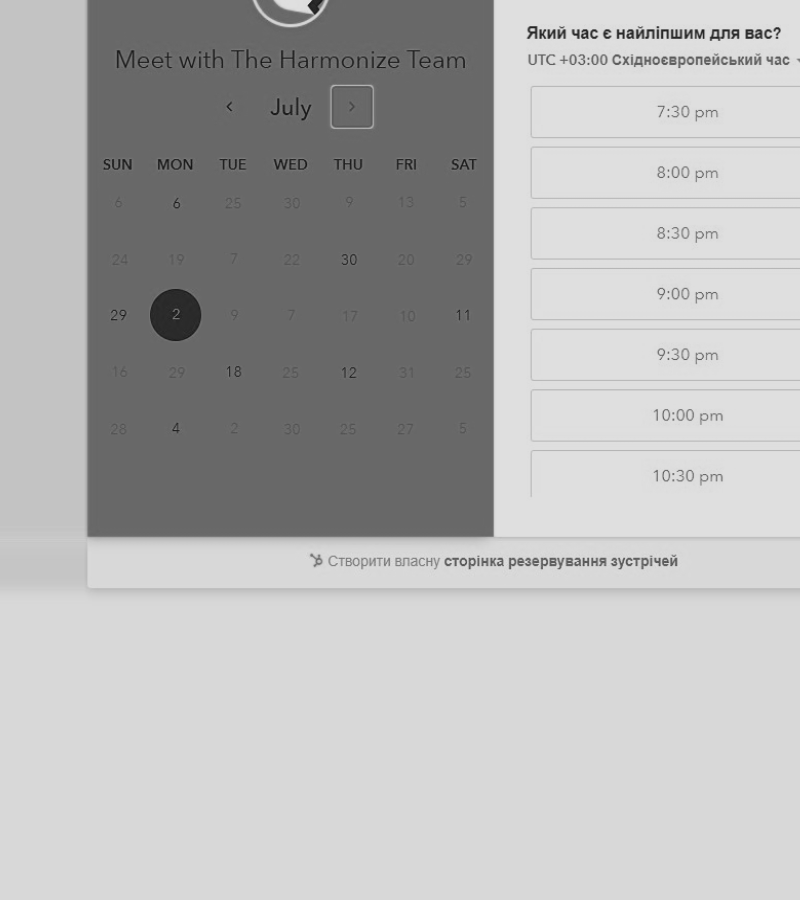 Meet with The Harmonize Team
July
SUN MON TUE WED THU FRI SAT
6 6 25 30 9 13 5
24 19 7 22 30 20 29
29 2 9 7 17 10 11
16 29 18 25 12 31 25
28 4 2 30 25 27 5
Який час є найліпшим для вас?
UTC +03:00 Східноєвропейський час
7:30 pm
8:00 pm
8:30 pm
9:00 pm
9:30 pm
10:00 pm
10:30 pm
Створити власну сторінка резервування зустрічей